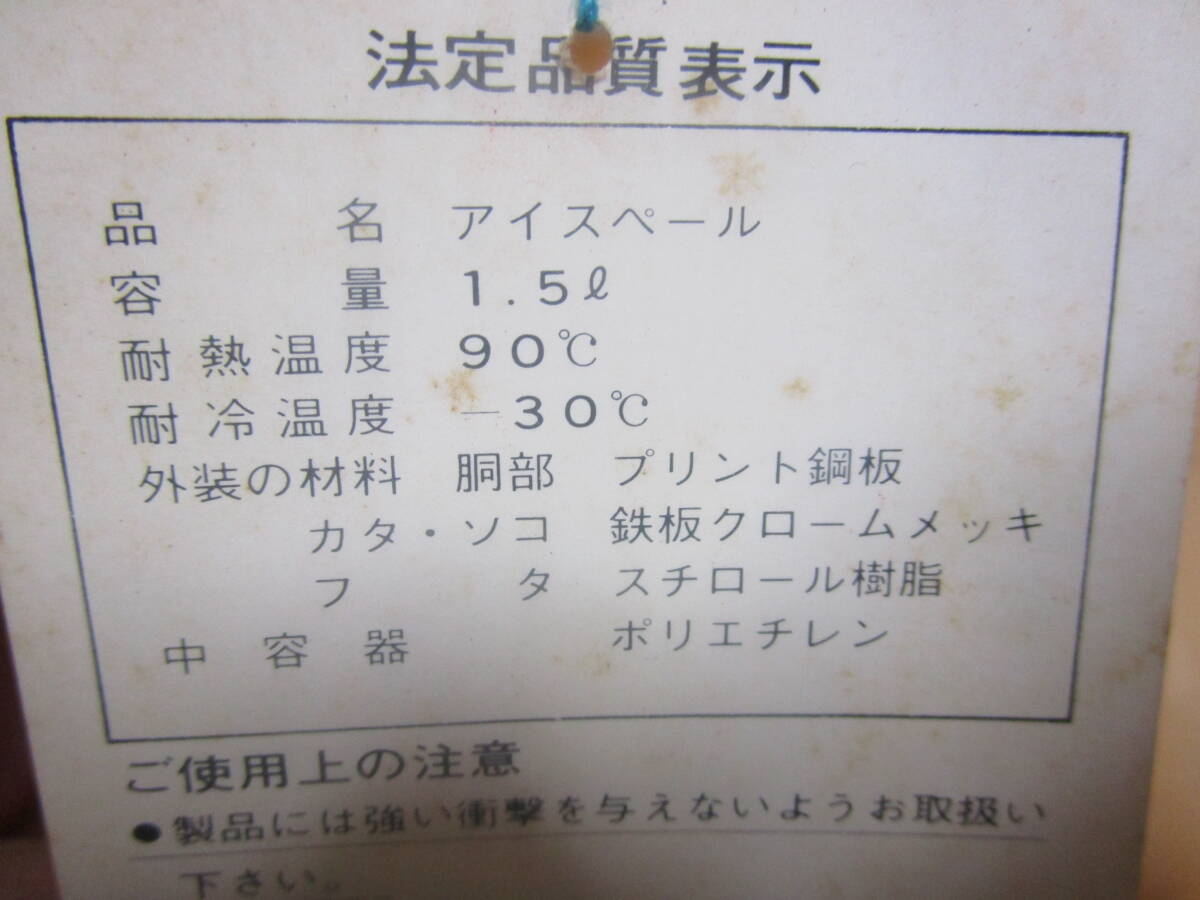 法定品質表示
品名 アイスペール
容量 1.5ℓ
耐熱温度 90℃
耐冷温度 −30℃
外装の材料 胴部 プリント鋼板
カタ・ソコ 鉄板クロームメッキ
フタ スチロール樹脂
中容器 ポリエチレン
ご使用上の注意
●製品には強い衝撃を与えないようお取扱い
下さい。